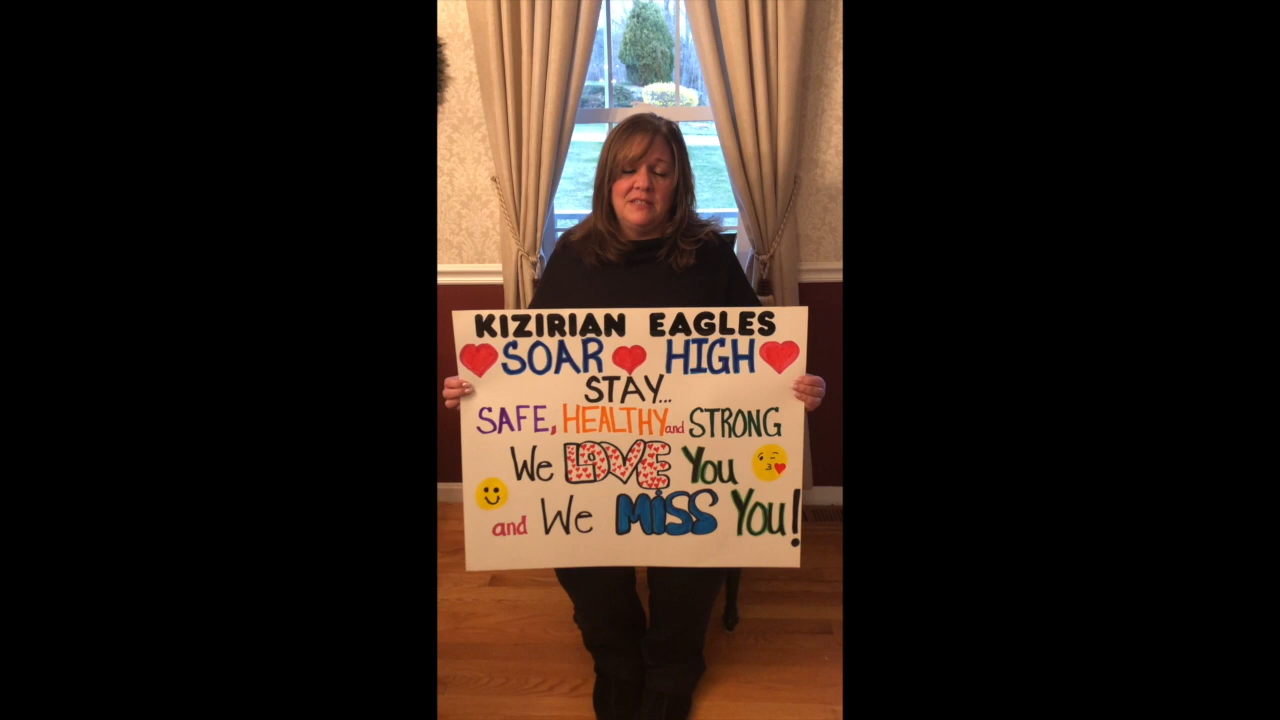 KIZIRIAN EAGLES
SOAR HIGH
STAY...
SAFE, HEALTHY and STRONG
We LOVE You
and We MISS You!